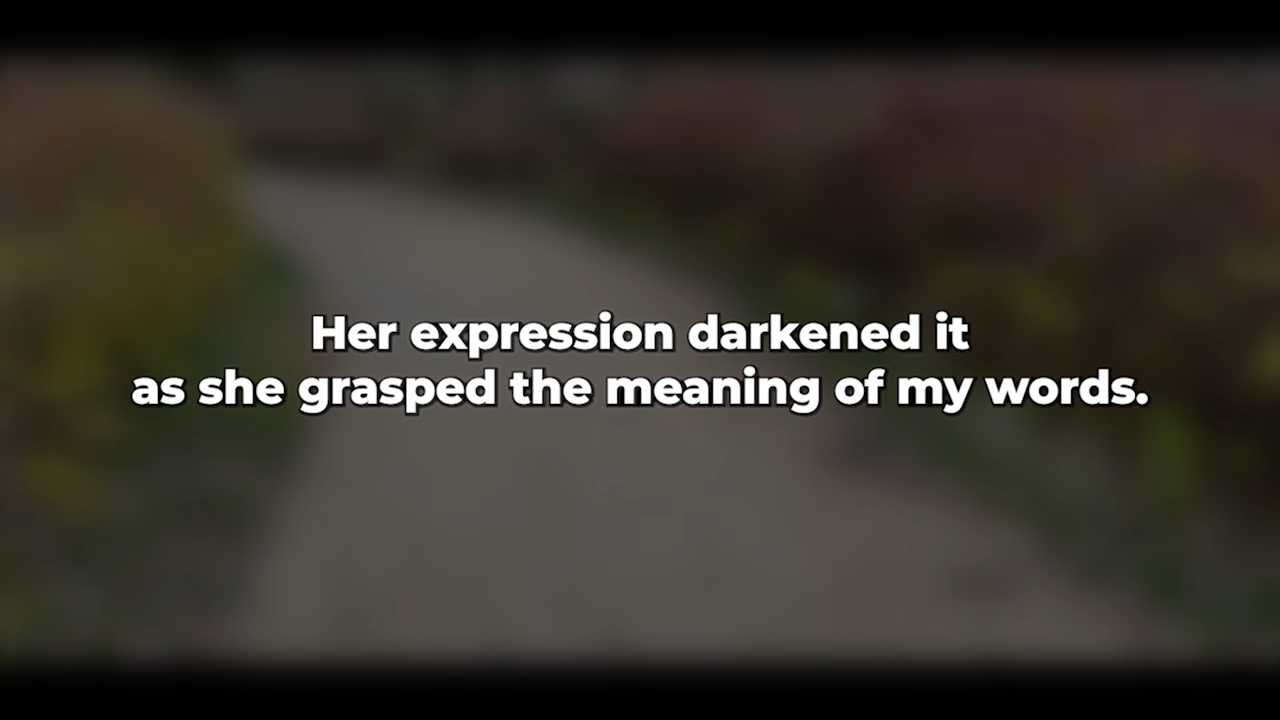 Her expression darkened it
as she grasped the meaning of my words.